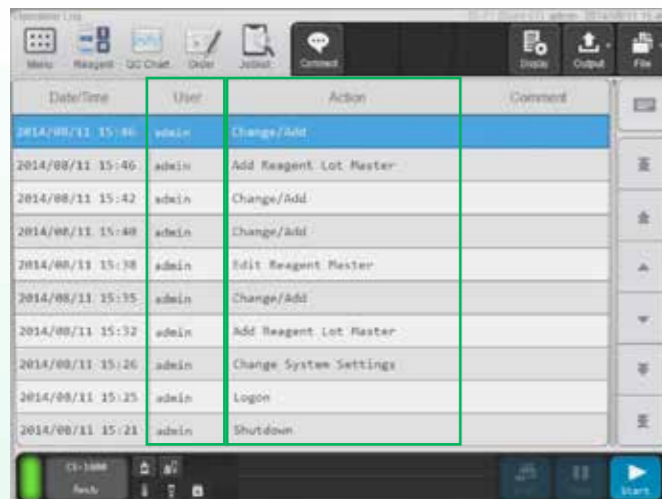 Operation Log
Menu Reagent QC Chart Order Joblist Comment Display Output File
Date/Time User Action Comment
2014/08/11 15:46 admin Change/Add
2014/08/11 15:46 admin Add Reagent Lot Master
2014/08/11 15:42 admin Change/Add
2014/08/11 15:40 admin Change/Add
2014/08/11 15:38 admin Edit Reagent Master
2014/08/11 15:35 admin Change/Add
2014/08/11 15:32 admin Add Reagent Lot Master
2014/08/11 15:26 admin Change System Settings
2014/08/11 15:25 admin Logon
2014/08/11 15:21 admin Shutdown
Ready
Start